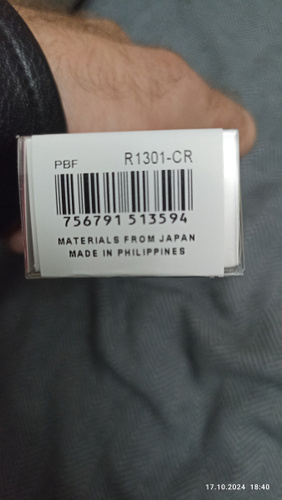 PBF R1301-CR
756791 513594
MATERIALS FROM JAPAN
MADE IN PHILIPPINES
17.10.2024 18:40